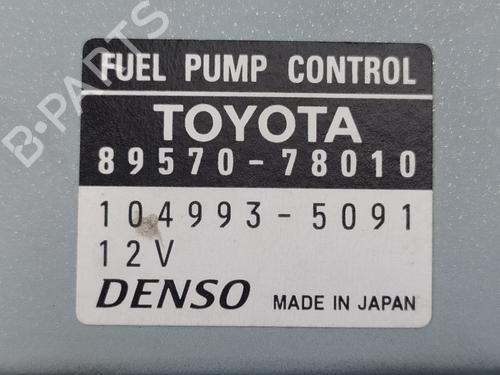 B-PARTS
FUEL PUMP CONTROL
TOYOTA
89570-78010
104993-5091
12V
DENSO MADE IN JAPAN